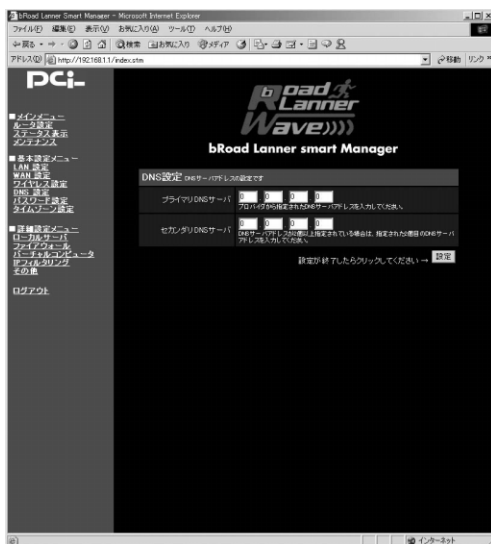 bRoad Lanner Smart Manager - Microsoft Internet Explorer
ファイル(F) 編集(E) 表示(V) お気に入り(A) ツール(T) ヘルプ(H)
戻る 検索 お気に入り メディア
アドレス(D) http://192.168.1.1/index.stm 移動 リンク
PCi
■メインメニュー
ルータ設定
ステータス表示
メンテナンス
■基本設定メニュー
LAN 設定
WAN 設定
ワイヤレス設定
DNS 設定
パスワード設定
タイムゾーン設定
■詳細設定メニュー
ローカルサーバ
ファイアウォール
バーチャルコンピュータ
IPフィルタリング
その他
ログアウト
bRoad
Lanner
Wave))))
bRoad Lanner smart Manager
DNS設定 DNSサーバアドレスの設定です
プライマリDNSサーバ 0 . 0 . 0 . 0
プロバイダから指定されたDNSサーバアドレスを入力してください。
セカンダリDNSサーバ 0 . 0 . 0 . 0
DNSサーバアドレスが2個以上指定されている場合は、指定された2個目のDNSサーバアドレスを入力してください。
設定が終了したらクリックしてください→ 設定
インターネット